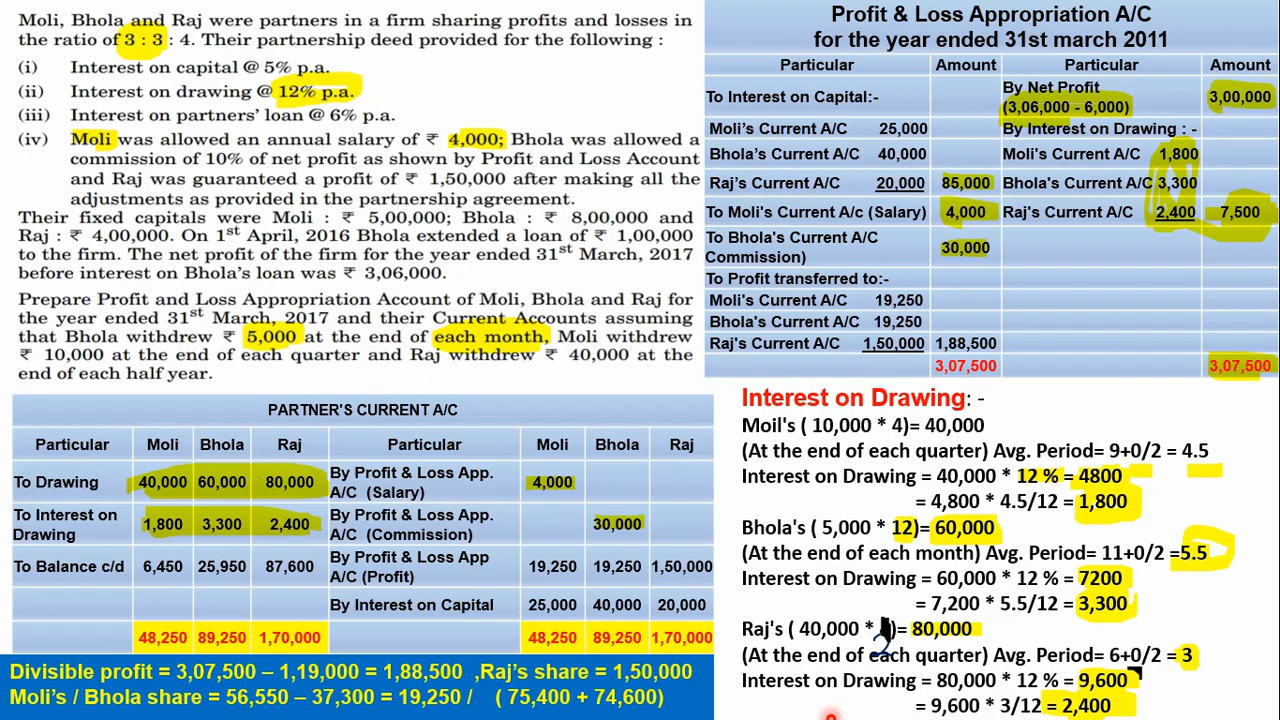 Moli, Bhola and Raj were partners in a firm sharing profits and losses in
the ratio of 3 : 3 : 4. Their partnership deed provided for the following :
(i) Interest on capital @ 5% p.a.
(ii) Interest on drawing @ 12% p.a.
(iii) Interest on partners' loan @ 6% p.a.
(iv) Moli was allowed an annual salary of ₹ 4,000; Bhola was allowed a
commission of 10% of net profit as shown by Profit and Loss Account
and Raj was guaranteed a profit of ₹ 1,50,000 after making all the
adjustments as provided in the partnership agreement.
Their fixed capitals were Moli : ₹ 5,00,000; Bhola : ₹ 8,00,000 and
Raj : ₹ 4,00,000. On 1st April, 2016 Bhola extended a loan of ₹ 1,00,000
to the firm. The net profit of the firm for the year ended 31st March, 2017
before interest on Bhola's loan was ₹ 3,06,000.
Prepare Profit and Loss Appropriation Account of Moli, Bhola and Raj for
the year ended 31st March, 2017 and their Current Accounts assuming
that Bhola withdrew ₹ 5,000 at the end of each month, Moli withdrew
₹ 10,000 at the end of each quarter and Raj withdrew ₹ 40,000 at the
end of each half year.
Profit & Loss Appropriation A/C
for the year ended 31st march 2011
Particular Amount Particular Amount
To Interest on Capital:- By Net Profit
(3,06,000 - 6,000) 3,00,000
Moli's Current A/C 25,000 By Interest on Drawing : -
Bhola's Current A/C 40,000 Moli's Current A/C 1,800
Raj's Current A/C 20,000 85,000 Bhola's Current A/C 3,300
To Moli's Current A/c (Salary) 4,000 Raj's Current A/C 2,400 7,500
To Bhola's Current A/C
Commission) 30,000
To Profit transferred to:-
Moli's Current A/C 19,250
Bhola's Current A/C 19,250
Raj's Current A/C 1,50,000 1,88,500
3,07,500 3,07,500
PARTNER'S CURRENT A/C
Particular Moli Bhola Raj Particular Moli Bhola Raj
To Drawing 40,000 60,000 80,000 By Profit & Loss App.
A/C (Salary) 4,000
To Interest on
Drawing 1,800 3,300 2,400 By Profit & Loss App.
A/C (Commission) 30,000
To Balance c/d 6,450 25,950 87,600 By Profit & Loss App
A/C (Profit) 19,250 19,250 1,50,000
By Interest on Capital 25,000 40,000 20,000
48,250 89,250 1,70,000 48,250 89,250 1,70,000
Divisible profit = 3,07,500 – 1,19,000 = 1,88,500 ,Raj's share = 1,50,000
Moli's / Bhola share = 56,550 – 37,300 = 19,250 / ( 75,400 + 74,600)
Interest on Drawing: -
Moil's ( 10,000 * 4)= 40,000
(At the end of each quarter) Avg. Period= 9+0/2 = 4.5
Interest on Drawing = 40,000 * 12 % = 4800
= 4,800 * 4.5/12 = 1,800
Bhola's ( 5,000 * 12)= 60,000
(At the end of each month) Avg. Period= 11+0/2 =5.5
Interest on Drawing = 60,000 * 12 % = 7200
= 7,200 * 5.5/12 = 3,300
Raj's ( 40,000 * 2)= 80,000
(At the end of each quarter) Avg. Period= 6+0/2 = 3
Interest on Drawing = 80,000 * 12 % = 9,600
= 9,600 * 3/12 = 2,400